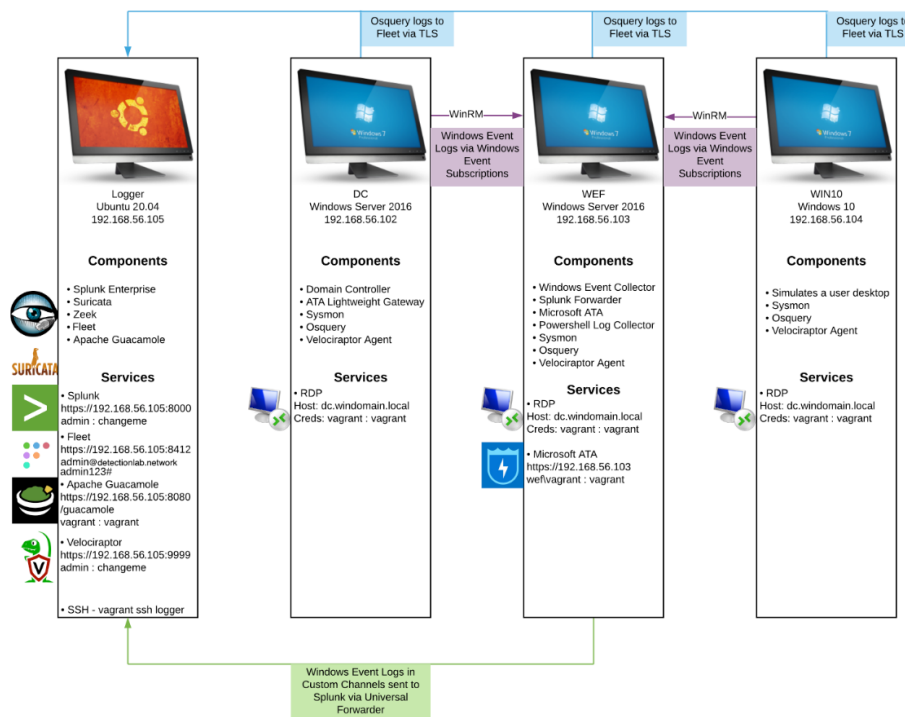 Osquery logs to
Fleet via TLS
Osquery logs to
Fleet via TLS
Osquery logs to
Fleet via TLS
WinRM
Windows Event
Logs via Windows
Event
Subscriptions
WinRM
Windows Event
Logs via Windows
Event
Subscriptions
Windows 7
Windows 7
Windows 7
Logger
Ubuntu 20.04
192.168.56.105
Components
• Splunk Enterprise
• Suricata
• Zeek
• Fleet
• Apache Guacamole
SURICATA
Services
• Splunk
https://192.168.56.105:8000
admin : changeme
• Fleet
https://192.168.56.105:8412
admin@detectionlab.network
admin123#
• Apache Guacamole
https://192.168.56.105:8080
/guacamole
vagrant : vagrant
• Velociraptor
https://192.168.56.105:9999
admin : changeme
• SSH - vagrant ssh logger
DC
Windows Server 2016
192.168.56.102
Components
• Domain Controller
• ATA Lightweight Gateway
• Sysmon
• Osquery
• Velociraptor Agent
Services
• RDP
Host: dc.windomain.local
Creds: vagrant : vagrant
WEF
Windows Server 2016
192.168.56.103
Components
• Windows Event Collector
• Splunk Forwarder
• Microsoft ATA
• Powershell Log Collector
• Sysmon
• Osquery
• Velociraptor Agent
Services
• RDP
Host: dc.windomain.local
Creds: vagrant : vagrant
• Microsoft ATA
https://192.168.56.103
wef\vagrant : vagrant
WIN10
Windows 10
192.168.56.104
Components
• Simulates a user desktop
• Sysmon
• Osquery
• Velociraptor Agent
Services
• RDP
Host: dc.windomain.local
Creds: vagrant : vagrant
Windows Event Logs in
Custom Channels sent to
Splunk via Universal
Forwarder